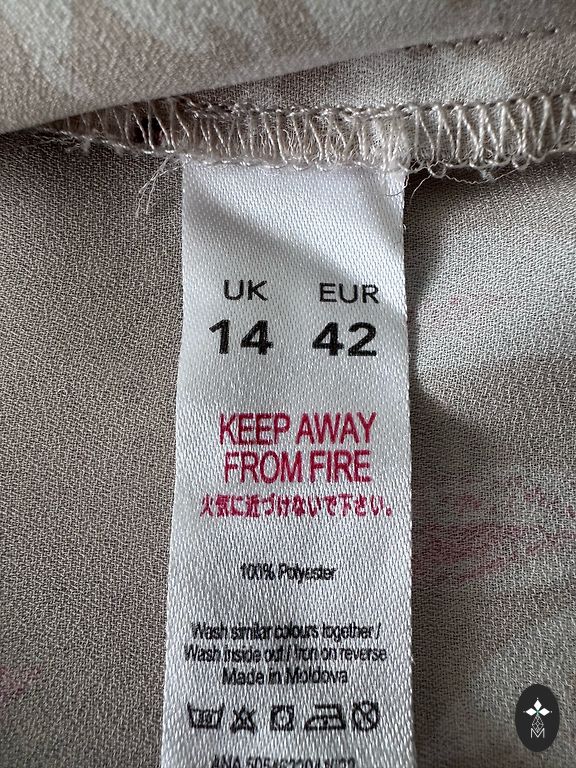 UK EUR
14 42
KEEP AWAY
FROM FIRE
火気に近づけないで下さい。
100% Polyester
Wash similar colours together /
Wash inside out / Iron on reverse
Made in Moldova
M